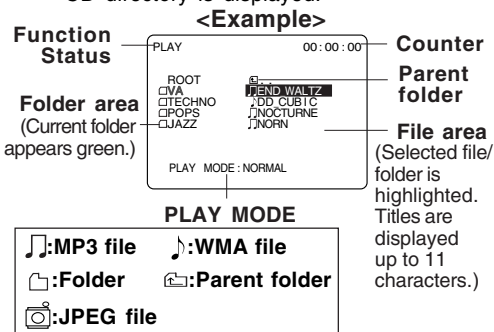 CD directory is displayed.
<Example>
Function
Status
PLAY
00:00:00
Counter
Parent
folder
ROOT
VA
TECHNO
POPS
JAZZ
Folder area
(Current folder
appears green.)
. .
END WALTZ
DD_CUBIC
NOCTURNE
NORN
File area
(Selected file/
folder is
highlighted.
Titles are
displayed
up to 11
characters.)
PLAY MODE:NORMAL
PLAY MODE
:MP3 file
:WMA file
:Folder
:Parent folder
:JPEG file